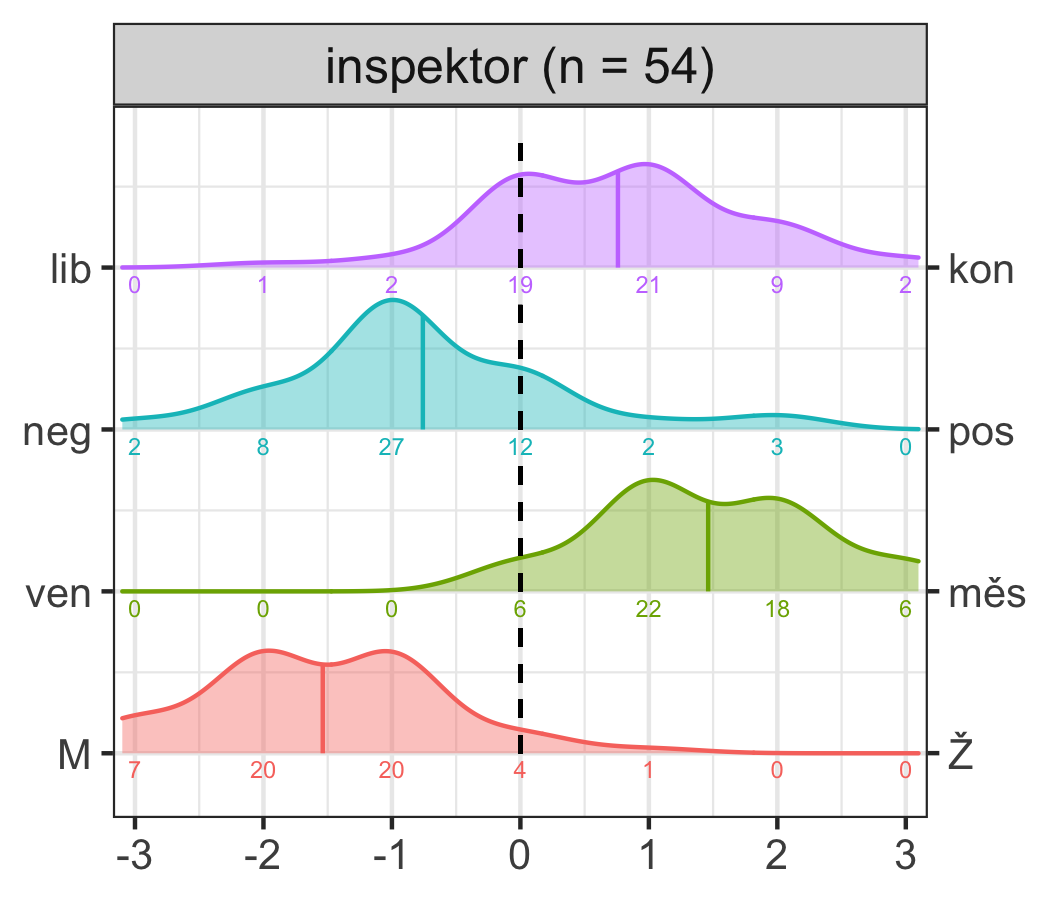 inspektor (n = 54)
lib kon
0 1 2 19 21 9 2
neg pos
2 8 27 12 2 3 0
ven měs
0 0 0 6 22 18 6
M Ž
7 20 20 4 1 0 0
-3 -2 -1 0 1 2 3